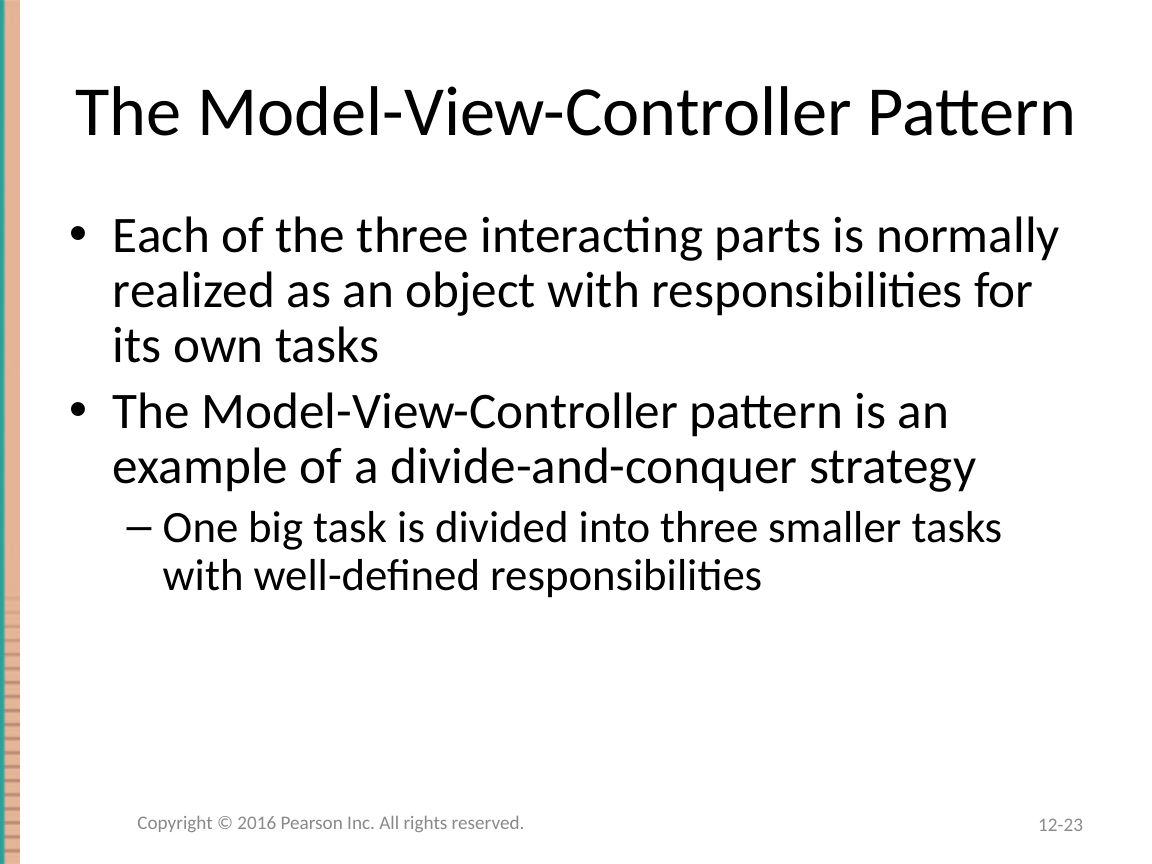 The Model-View-Controller Pattern
• Each of the three interacting parts is normally
realized as an object with responsibilities for
its own tasks
• The Model-View-Controller pattern is an
example of a divide-and-conquer strategy
– One big task is divided into three smaller tasks
with well-defined responsibilities
Copyright © 2016 Pearson Inc. All rights reserved.
12-23